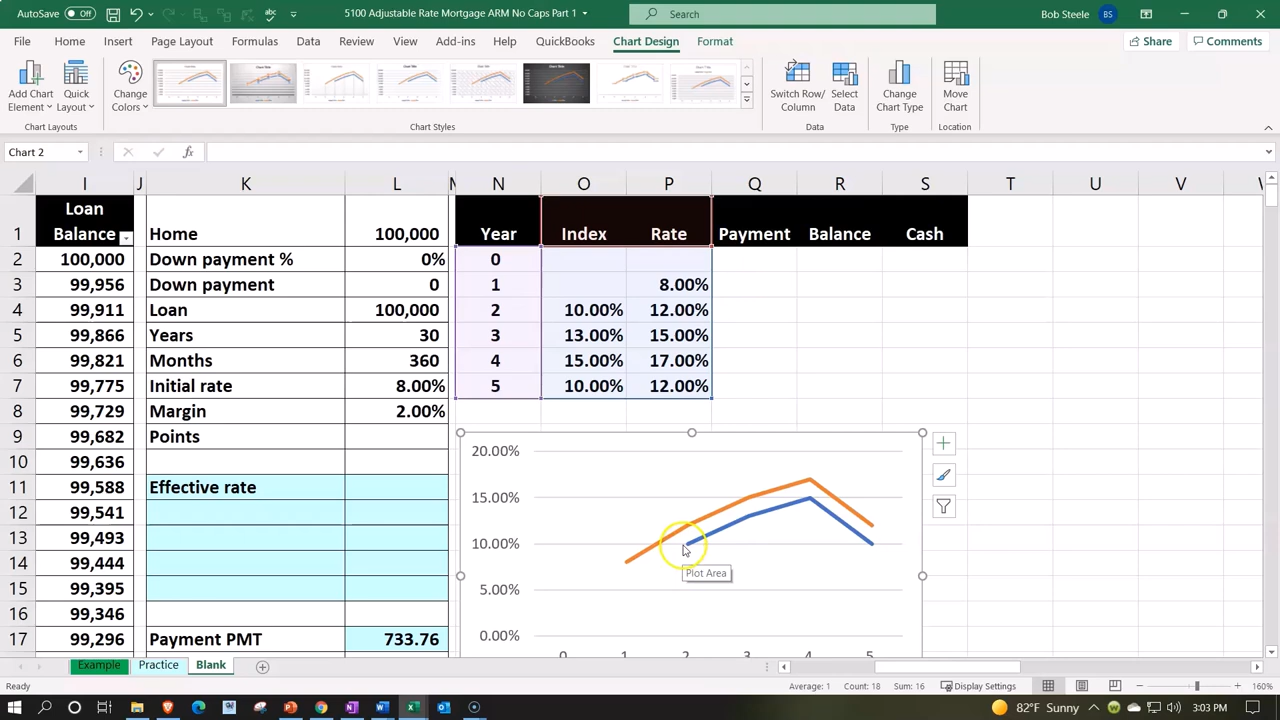 AutoSave Off 5100 Adjustable Rate Mortgage ARM No Caps Part 1 Search Bob Steele BS
File Home Insert Page Layout Formulas Data Review View Add-ins Help QuickBooks Chart Design Format Share Comments
Add Chart Element Quick Layout Change Colors Switch Row/ Column Select Data Change Chart Type Move Chart
Chart Layouts Chart Styles Data Type Location
Chart 2 fx
I J K L N O P Q R S T U V
Loan
1 Balance Home 100,000 Year Index Rate Payment Balance Cash
2 100,000 Down payment % 0% 0
3 99,956 Down payment 0 1 8.00%
4 99,911 Loan 100,000 2 10.00% 12.00%
5 99,866 Years 30 3 13.00% 15.00%
6 99,821 Months 360 4 15.00% 17.00%
7 99,775 Initial rate 8.00% 5 10.00% 12.00%
8 99,729 Margin 2.00%
9 99,682 Points
10 99,636
11 99,588 Effective rate
12 99,541
13 99,493
14 99,444
15 99,395
16 99,346
17 99,296 Payment PMT 733.76
20.00%
15.00%
10.00%
5.00%
0.00%
0 1 2 3 4 5
Plot Area
Example Practice Blank
Ready Average: 1 Count: 18 Sum: 16 Display Settings 160%
82°F Sunny 3:03 PM